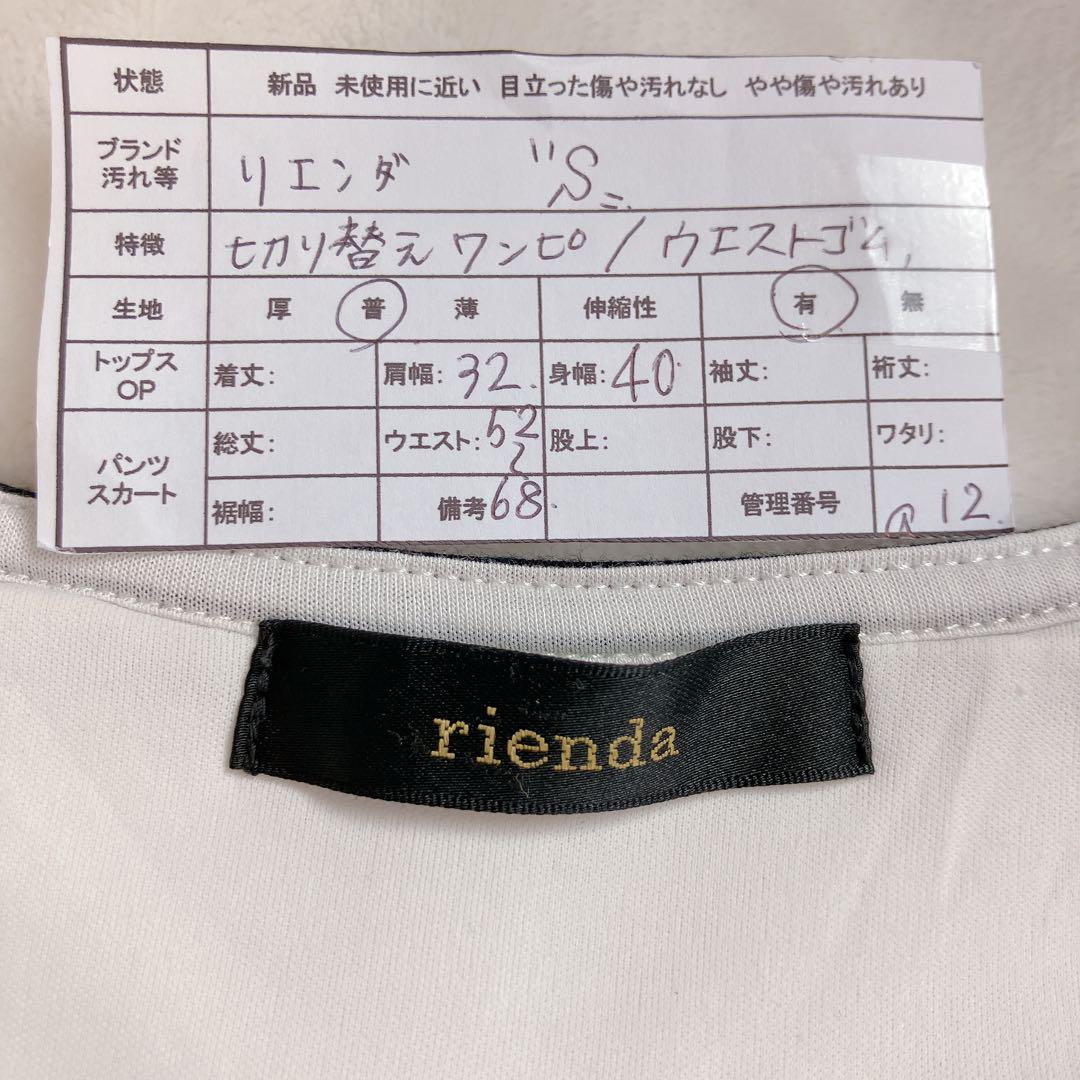 状態 新品 未使用に近い 目立った傷や汚れなし やや傷や汚れあり
ブランド
汚れ等 リエンダ "S"
特徴 切り替えワンピ / ウエストゴム,
生地 厚 普 薄 伸縮性 有 無
トップス
OP 着丈: 肩幅: 32. 身幅: 40 袖丈: 裄丈:
パンツ
スカート 総丈: ウエスト: 52 股上: 股下: ワタリ:
裾幅: 備考 ~68. 管理番号 12.
rienda